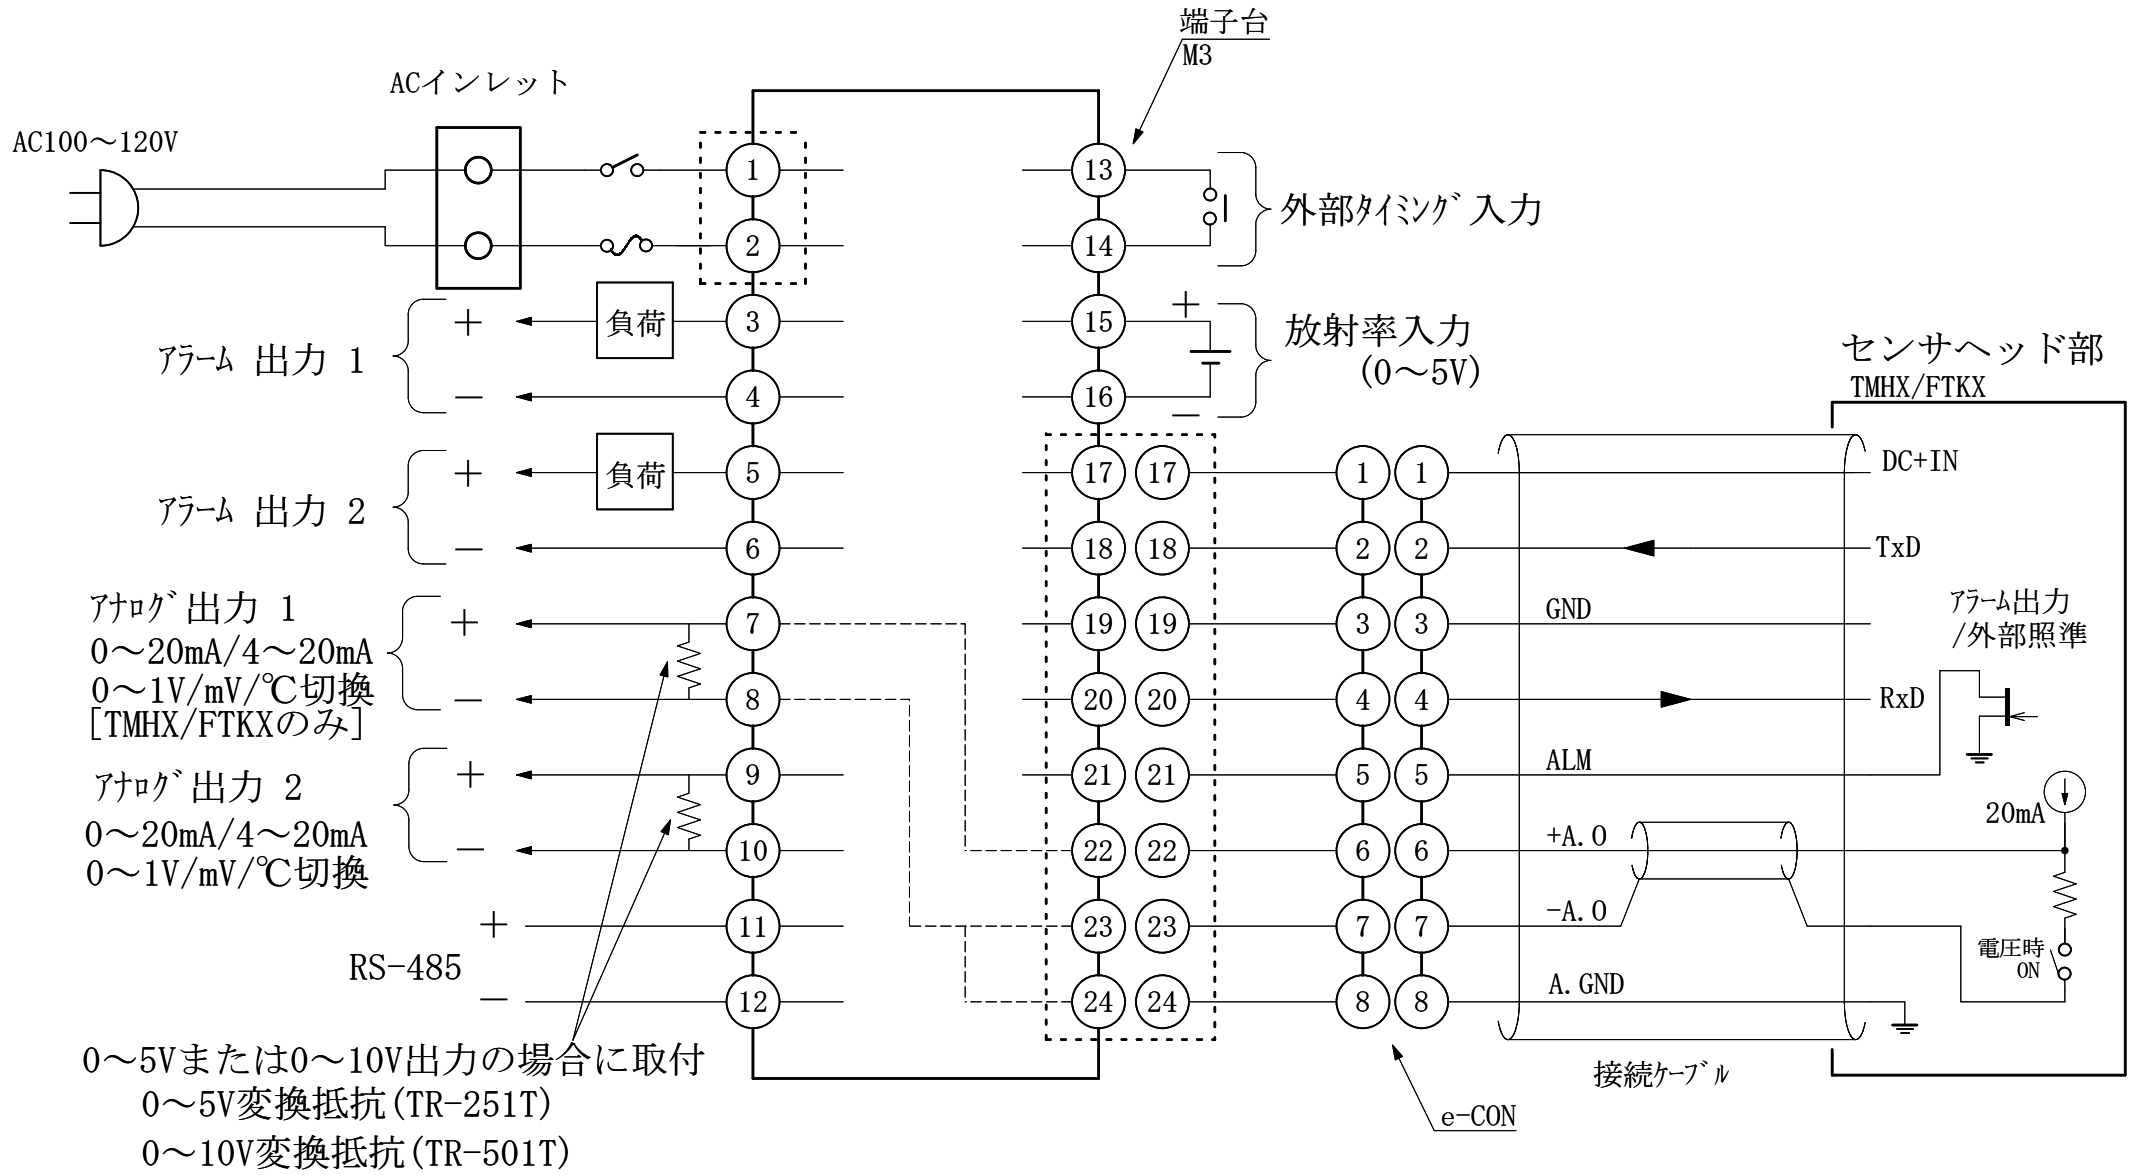 端子台
M3
ACインレット
AC100～120V
1
2
3
4
5
6
7
8
9
10
11
12
負荷
負荷
+
－
ｱﾗｰﾑ 出力 1
+
－
ｱﾗｰﾑ 出力 2
ｱﾅﾛｸﾞ出力 1
0～20mA/4～20mA
0～1V/mV/℃切換
[TMHX/FTKXのみ]
+
－
ｱﾅﾛｸﾞ出力 2
0～20mA/4～20mA
0～1V/mV/℃切換
+
－
+
RS-485
－
0～5Vまたは0～10V出力の場合に取付
0～5V変換抵抗(TR-251T)
0～10V変換抵抗(TR-501T)
13
14
15
16
外部ﾀｲﾐﾝｸﾞ入力
+
放射率入力
(0～5V)
－
17 17 1 1
18 18 2 2
19 19 3 3
20 20 4 4
21 21 5 5
22 22 6 6
23 23 7 7
24 24 8 8
センサヘッド部
TMHX/FTKX
DC+IN
TxD
GND
ｱﾗｰﾑ出力
/外部照準
RxD
ALM
20mA
+A.O
-A.O
電圧時
ON
A.GND
接続ｹｰﾌﾞﾙ
e-CON